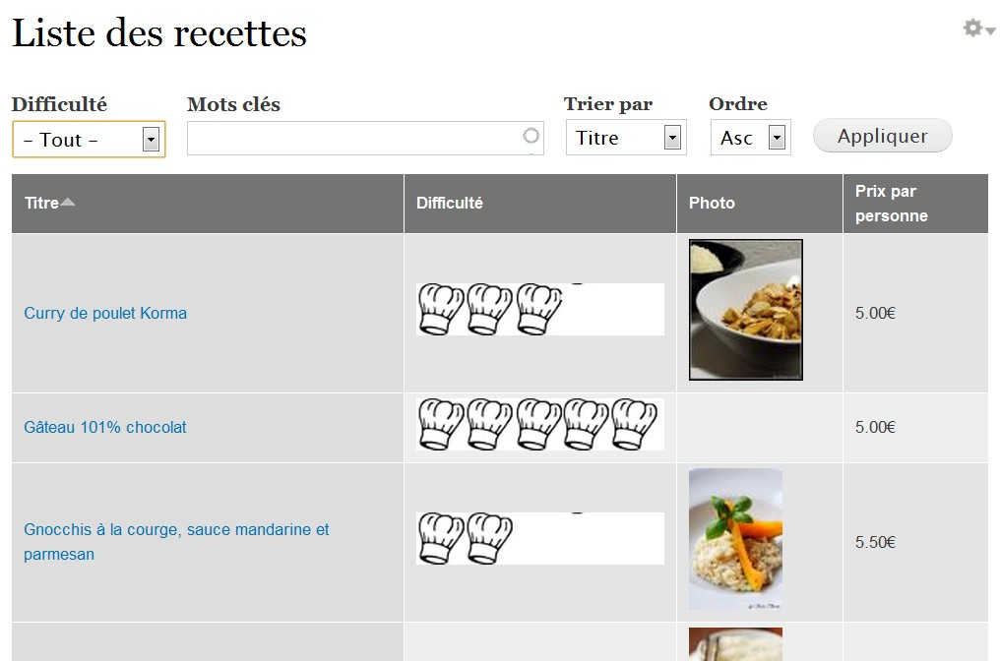 Liste des recettes
Difficulté
Mots clés
Trier par
Ordre
- Tout -
Titre
Asc
Appliquer
Titre
Difficulté
Photo
Prix par
personne
Curry de poulet Korma
5.00€
Gâteau 101% chocolat
5.00€
Gnocchis à la courge, sauce mandarine et
parmesan
5.50€